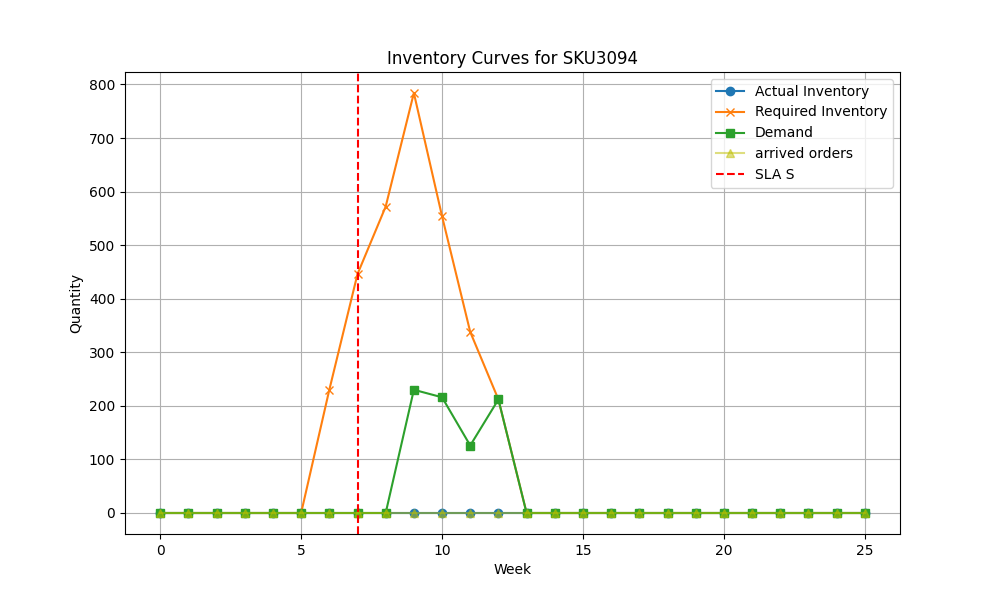 Inventory Curves for SKU3094
Actual Inventory
Required Inventory
Demand
arrived orders
SLA S
Quantity
800
700
600
500
400
300
200
100
0
0 5 10 15 20 25
Week